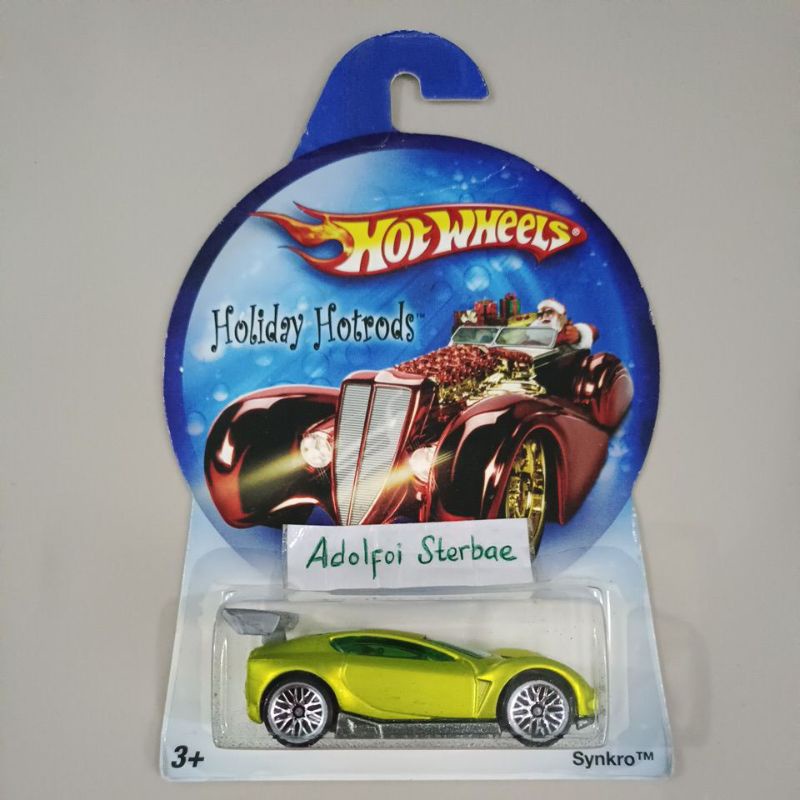 HOT WHEELS®
Holiday Hotrods™
Adolfoi Sterbae
3+
Synkro™